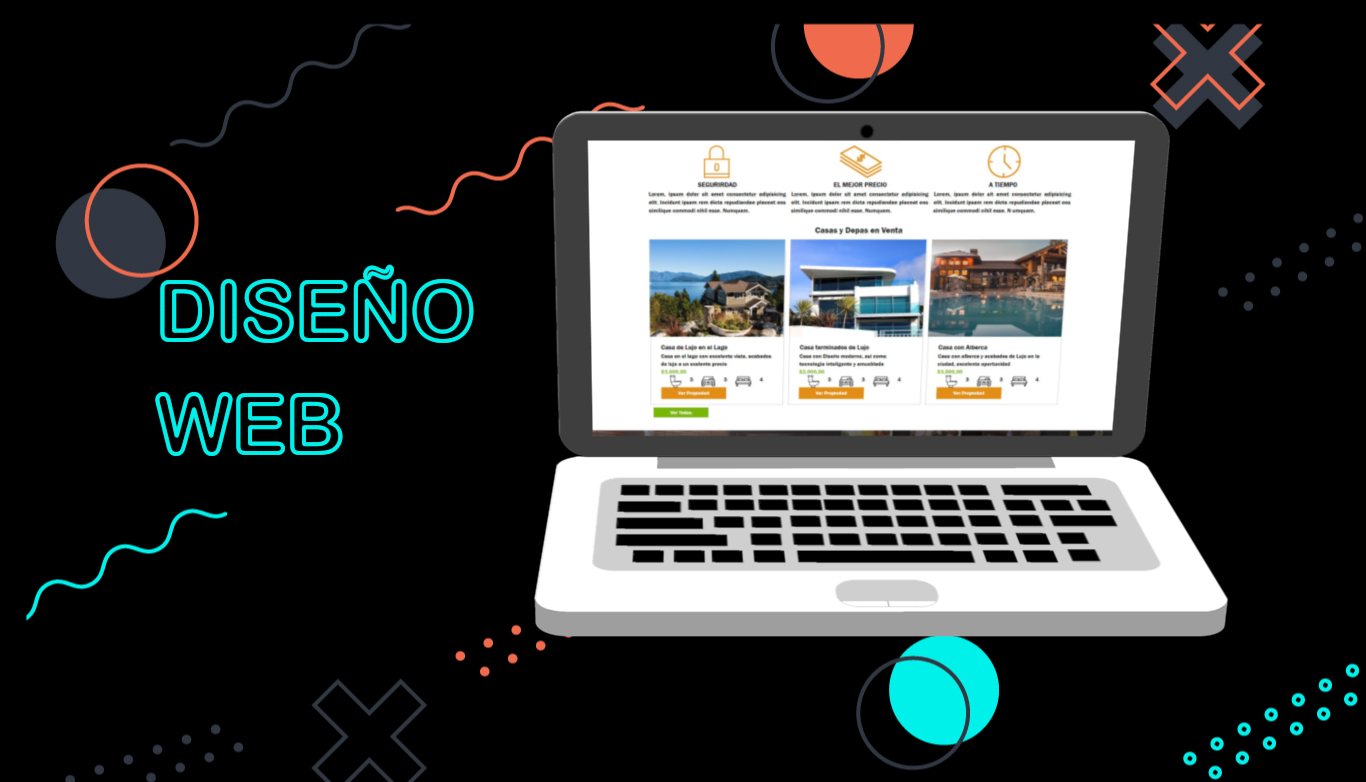 DISEÑO
WEB
SEGURIRDAD
Lorem, ipsum dolor sit amet consectetur adipisicing
elit. Incidunt ipsam rem dicta repudiandae placeat eos
similique commodi nihil esse. Numquam.
EL MEJOR PRECIO
Lorem, ipsum dolor sit amet consectetur adipisicing
elit. Incidunt ipsam rem dicta repudiandae placeat eos
similique commodi nihil esse. Numquam.
A TIEMPO
Lorem, ipsum dolor sit amet consectetur adipisicing
elit. Incidunt ipsam rem dicta repudiandae placeat eos
similique commodi nihil esse. N umquam.
Casas y Depas en Venta
Casa de Lujo en el Lago
Casa en el lago con excelente vista, acabados
de lujo a un exelente precio
$3,000,00
3 3 4
Ver Propiedad
Casa terminados de Lujo
Casa con Diseño moderno, así como
tecnología inteligente y amueblada
$3,000,00
3 3 4
Ver Propiedad
Casa con Alberca
Casa con alberca y acabados de Lujo en la
ciudad, excelente oportunidad
$3,000,00
3 3 4
Ver Propiedad
Ver Todas